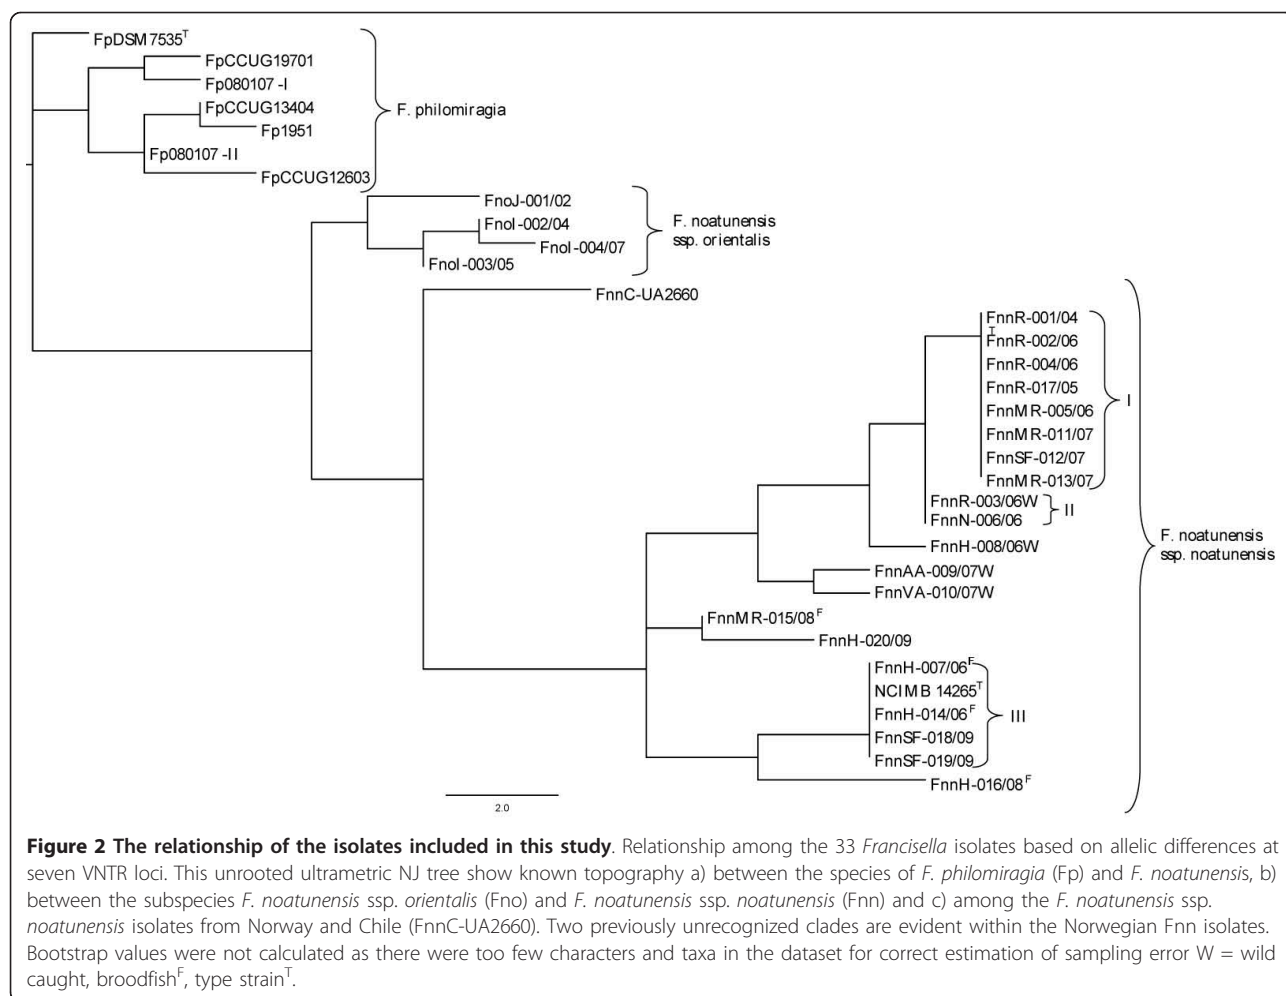 FpDSM7535T
FpCCUG19701
Fp080107-I
FpCCUG13404
Fp1951
Fp080107-II
FpCCUG12603
F. philomiragia
FnoJ-001/02
FnoI-002/04
FnoI-004/07
FnoI-003/05
F. noatunensis
ssp. orientalis
FnnC-UA2660
FnnR-001/04
T
FnnR-002/06
FnnR-004/06
FnnR-017/05
FnnMR-005/06
FnnMR-011/07
FnnSF-012/07
FnnMR-013/07
I
FnnR-003/06W
FnnN-006/06
II
FnnH-008/06W
FnnAA-009/07W
FnnVA-010/07W
FnnMR-015/08F
FnnH-020/09
FnnH-007/06F
NCIMB 14265T
FnnH-014/06F
FnnSF-018/09
FnnSF-019/09
III
FnnH-016/08F
F. noatunensis
ssp. noatunensis
2.0
Figure 2 The relationship of the isolates included in this study. Relationship among the 33 Francisella isolates based on allelic differences at
seven VNTR loci. This unrooted ultrametric NJ tree show known topography a) between the species of F. philomiragia (Fp) and F. noatunensis, b)
between the subspecies F. noatunensis ssp. orientalis (Fno) and F. noatunensis ssp. noatunensis (Fnn) and c) among the F. noatunensis ssp.
noatunensis isolates from Norway and Chile (FnnC-UA2660). Two previously unrecognized clades are evident within the Norwegian Fnn isolates.
Bootstrap values were not calculated as there were too few characters and taxa in the dataset for correct estimation of sampling error W = wild
caught, broodfishF, type strainT.